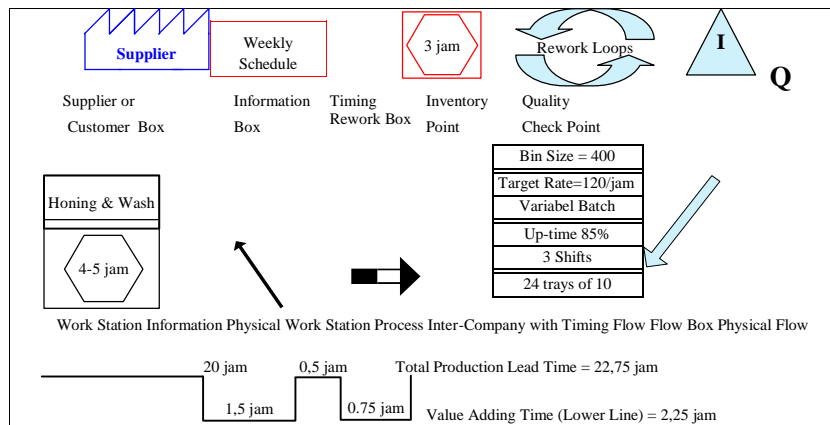 Supplier
Weekly
Schedule
3 jam
Rework Loops
I
Q
Supplier or
Customer Box
Information
Box
Timing
Rework Box
Inventory
Point
Quality
Check Point
Bin Size = 400
Target Rate=120/jam
Variabel Batch
Up-time 85%
3 Shifts
24 trays of 10
Honing & Wash
4-5 jam
Work Station Information Physical Work Station Process Inter-Company with Timing Flow Flow Box Physical Flow
20 jam
0,5 jam
Total Production Lead Time = 22,75 jam
1,5 jam
0.75 jam
Value Adding Time (Lower Line) = 2,25 jam